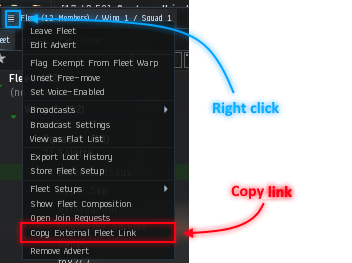 Fleet (12 Members) / Wing 1 / Squad 1
Leave Fleet
Edit Advert
Flag Exempt From Fleet Warp
Unset Free-move
Set Voice-Enabled
Broadcasts
Broadcast Settings
View as Flat List
Export Loot History
Store Fleet Setup
Fleet Setups
Show Fleet Composition
Open Join Requests
Copy External Fleet Link
Remove Advert
Right click
Copy link